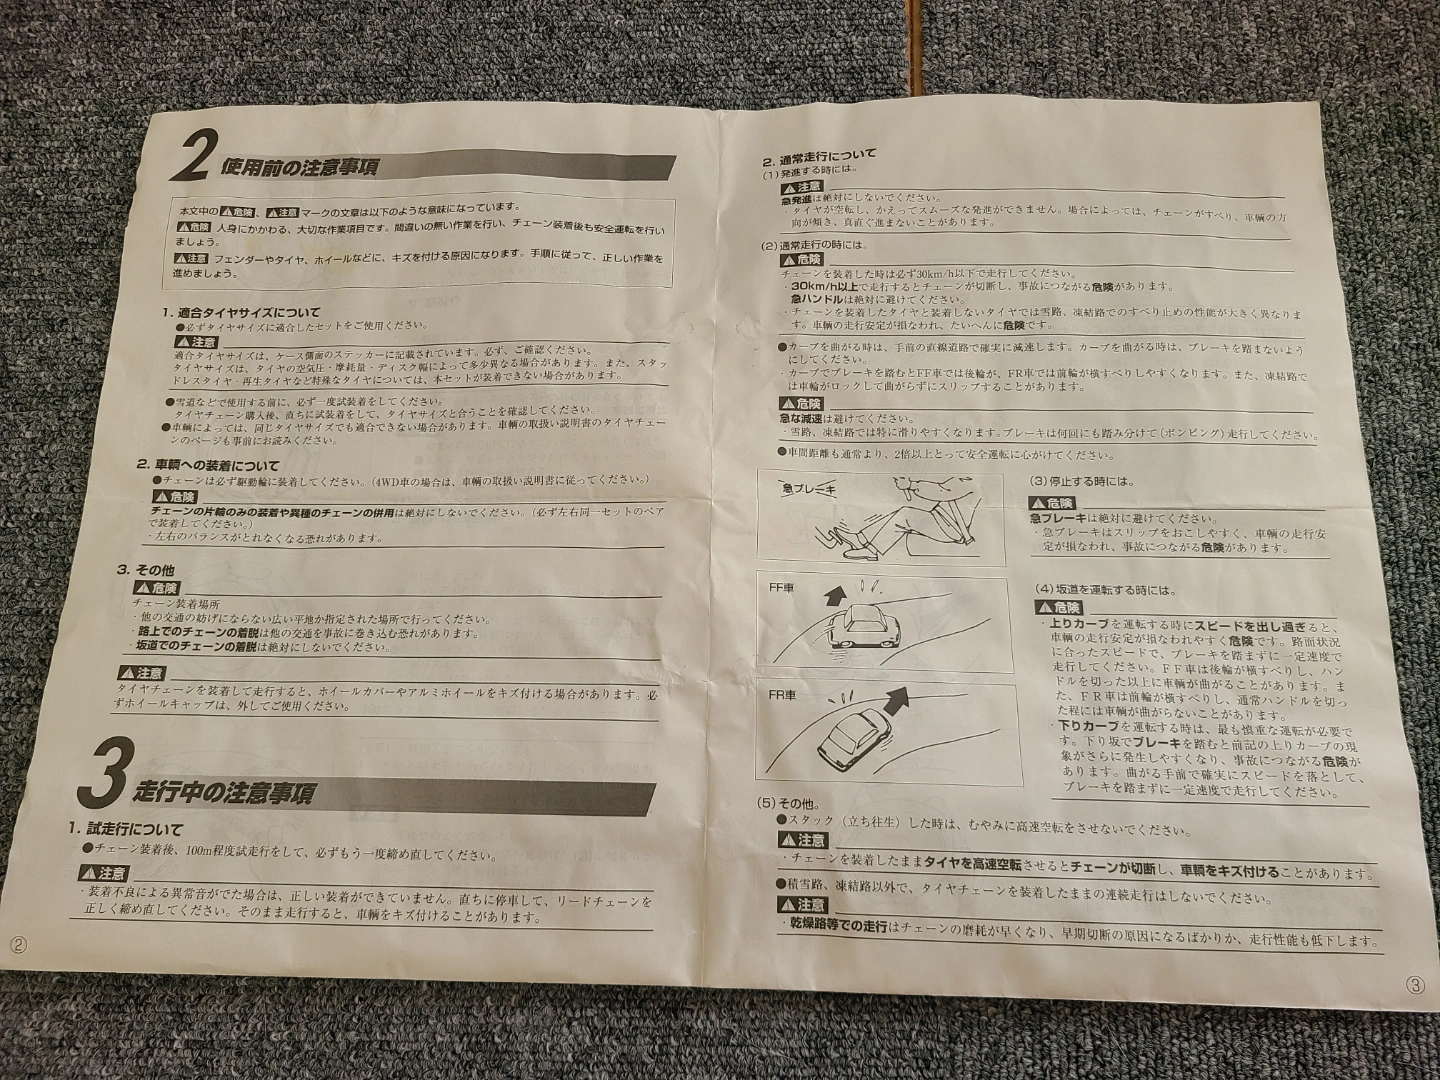 2 使用前の注意事項
本文中の⚠危険、⚠注意 マークの文章は以下のような意味になっています。
⚠危険 人身にかかわる、大切な作業項目です。間違いの無い作業を行い、チェーン装着後も安全運転を行い
ましょう。
⚠注意 フェンダーやタイヤ、ホイールなどに、キズを付ける原因になります。手順に従って、正しい作業を
進めましょう。
1. 適合タイヤサイズについて
●必ずタイヤサイズに適合したセットをご使用ください。
⚠注意
適合タイヤサイズは、ケース側面のステッカーに記載されています。必ず、ご確認ください。
タイヤサイズは、タイヤの空気圧・摩耗量・ディスク幅によって多少異なる場合があります。また、スタッ
ドレスタイヤ・再生タイヤなど特殊なタイヤについては、本セットが装着できない場合があります。
●雪道などで使用する前に、必ず一度試装着をしてください。
タイヤチェーン購入後、直ちに試装着をして、タイヤサイズと合うことを確認してください。
●車輌によっては、同じタイヤサイズでも適合できない場合があります。車輌の取扱い説明書のタイヤチェー
ンのページも事前にお読みください。
2. 車輌への装着について
●チェーンは必ず駆動輪に装着してください。(4WD車の場合は、車輌の取扱い説明書に従ってください。)
⚠危険
チェーンの片輪のみの装着や異種のチェーンの併用は絶対にしないでください。(必ず左右同一セットのペア
で装着してください。)
・左右のバランスがとれなくなる恐れがあります。
3. その他
⚠危険
チェーン装着場所
・他の交通の妨げにならない広い平地か指定された場所で行ってください。
・路上でのチェーンの着脱は他の交通を事故に巻き込む恐れがあります。
・坂道でのチェーンの着脱は絶対にしないでください。
⚠注意
タイヤチェーンを装着して走行すると、ホイールカバーやアルミホイールをキズ付ける場合があります。必
ずホイールキャップは、外してご使用ください。
3 走行中の注意事項
1. 試走行について
●チェーン装着後、100m程度試走行をして、必ずもう一度締め直してください。
⚠注意
・装着不良による異常音がでた場合は、正しい装着ができていません。直ちに停車して、リードチェーンを
正しく締め直してください。そのまま走行すると、車輌をキズ付けることがあります。
②
2. 通常走行について
(1)発進する時には。
⚠注意
急発進は絶対にしないでください。
・タイヤが空転し、かえってスムーズな発進ができません。場合によっては、チェーンがすべり、車輌の方
向が傾き、真直ぐ進まないことがあります。
(2)通常走行の時には。
⚠危険
チェーンを装着した時は必ず30km/h以下で走行してください。
・30km/h以上で走行するとチェーンが切断し、事故につながる危険があります。
急ハンドルは絶対に避けてください。
・チェーンを装着したタイヤと装着しないタイヤでは雪路、凍結路でのすべり止めの性能が大きく異なりま
す。車輌の走行安定が損なわれ、たいへんに危険です。
●カーブを曲がる時は、手前の直線道路で確実に減速します。カーブを曲がる時は、ブレーキを踏まないよう
にしてください。
・カーブでブレーキを踏むとFF車では後輪が、FR車では前輪が横すべりしやすくなります。また、凍結路で
は車輪がロックして曲がらずにスリップすることがあります。
⚠危険
急な減速は避けてください。
・雪路、凍結路では特に滑りやすくなります。ブレーキは何回にも踏み分けて(ポンピング)走行してください。
●車間距離も通常より、2倍以上とって安全運転に心がけてください。
急ブレーキ
FF車
FR車
(3)停止する時には。
⚠危険
急ブレーキは絶対に避けてください。
・急ブレーキはスリップをおこしやすく、車輌の走行安
定が損なわれ、事故につながる危険があります。
(4)坂道を運転する時には。
⚠危険
・上りカーブを運転する時にスピードを出し過ぎると、
車輌の走行安定が損なわれやすく危険です。路面状況
に合ったスピードで、ブレーキを踏まずに一定速度で
走行してください。FF車は後輪が横すべりし、ハン
ドルを切った以上に車輌が曲がることがあります。ま
た、FR車は前輪が横すべりし、通常ハンドルを切っ
た程には車輌が曲がらないことがあります。
・下りカーブを運転する時は、最も慎重な運転が必要で
す。下り坂でブレーキを踏むと前記の上りカーブの現
象がさらに発生しやすくなり、事故につながる危険が
あります。曲がる手前で確実にスピードを落として、
ブレーキを踏まずに一定速度で走行してください。
(5)その他。
●スタック(立ち往生)した時は、むやみに高速空転をさせないでください。
⚠注意
・チェーンを装着したままタイヤを高速空転させるとチェーンが切断し、車輌をキズ付けることがあります。
●積雪路、凍結路以外で、タイヤチェーンを装着したままの連続走行はしないでください。
⚠注意
・乾燥路等での走行はチェーンの磨耗が早くなり、早期切断の原因になるばかりか、走行性能も低下します。
③